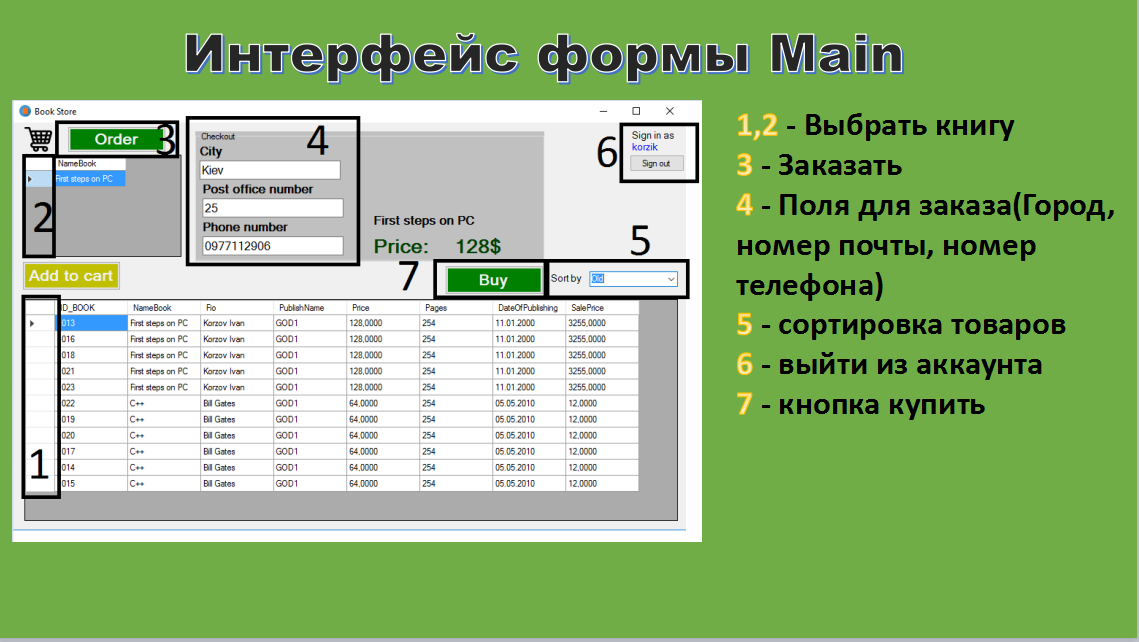 Интерфейс формы Main
Book Store
Order
3
NameBook
First steps on PC
2
Add to cart
Checkout
4
City
Kiev
Post office number
25
Phone number
0977112906
First steps on PC
Price: 128$
6
Sign in as
korzik
Sign out
5
7
Buy
Sort by
Old
ID_BOOK NameBook Fio PublishName Price Pages DateOfPublishing SalePrice
013 First steps on PC Korzov Ivan GOD1 128,0000 254 11.01.2000 3255,0000
016 First steps on PC Korzov Ivan GOD1 128,0000 254 11.01.2000 3255,0000
018 First steps on PC Korzov Ivan GOD1 128,0000 254 11.01.2000 3255,0000
021 First steps on PC Korzov Ivan GOD1 128,0000 254 11.01.2000 3255,0000
023 First steps on PC Korzov Ivan GOD1 128,0000 254 11.01.2000 3255,0000
022 C++ Bill Gates GOD1 64,0000 254 05.05.2010 12,0000
019 C++ Bill Gates GOD1 64,0000 254 05.05.2010 12,0000
020 C++ Bill Gates GOD1 64,0000 254 05.05.2010 12,0000
017 C++ Bill Gates GOD1 64,0000 254 05.05.2010 12,0000
014 C++ Bill Gates GOD1 64,0000 254 05.05.2010 12,0000
015 C++ Bill Gates GOD1 64,0000 254 05.05.2010 12,0000
1
1,2 - Выбрать книгу
3 - Заказать
4 - Поля для заказа(Город,
номер почты, номер
телефона)
5 - сортировка товаров
6 - выйти из аккаунта
7 - кнопка купить